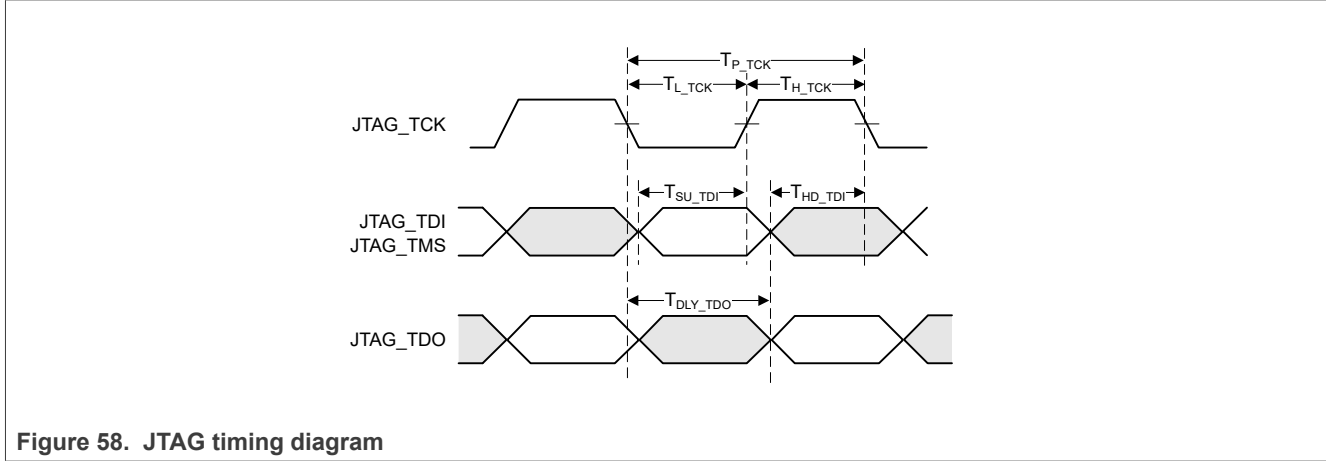 T_P_TCK
T_L_TCK T_H_TCK
JTAG_TCK
T_SU_TDI T_HD_TDI
JTAG_TDI
JTAG_TMS
T_DLY_TDO
JTAG_TDO
Figure 58. JTAG timing diagram